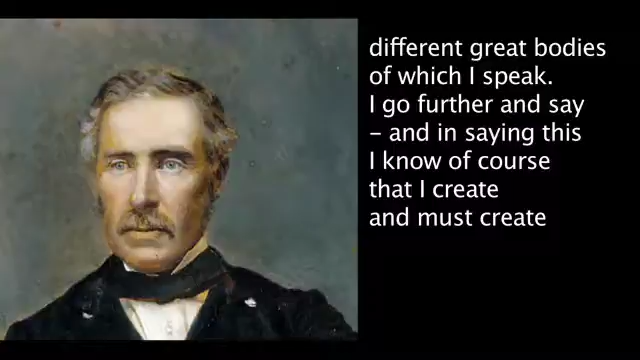 different great bodies
of which I speak.
I go further and say
– and in saying this
I know of course
that I create
and must create